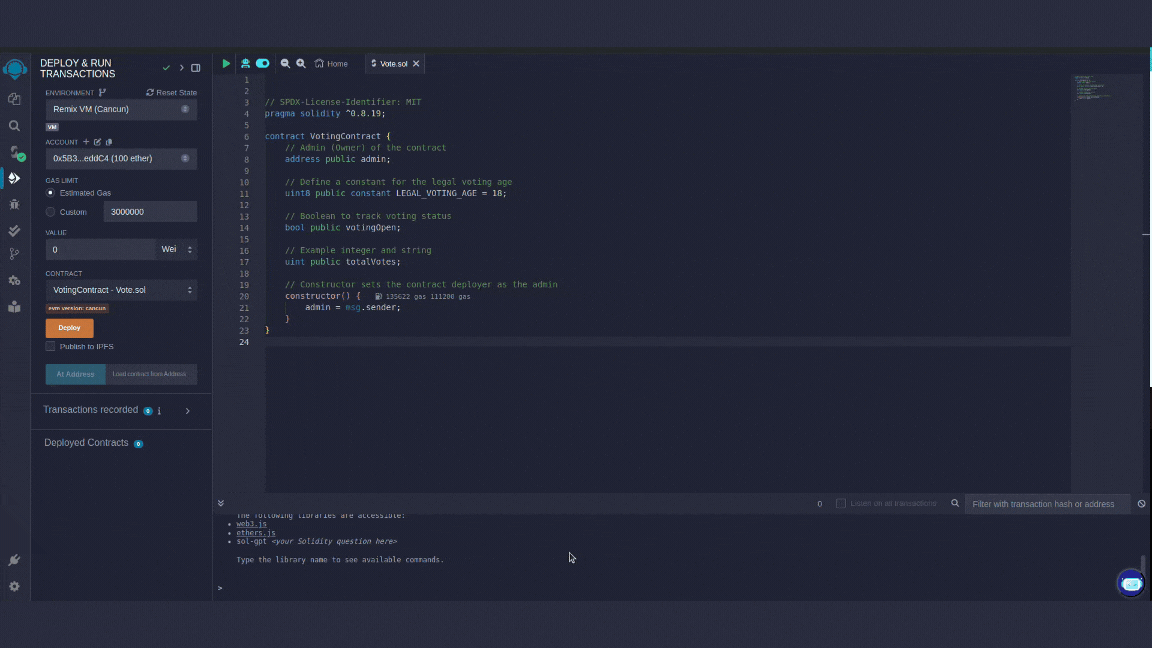 DEPLOY & RUN
TRANSACTIONS
ENVIRONMENT
Reset State
Remix VM (Cancun)
VM
ACCOUNT
0x5B3...eddC4 (100 ether)
GAS LIMIT
Estimated Gas
Custom
3000000
VALUE
0
Wei
CONTRACT
VotingContract - Vote.sol
evm version: cancun
Deploy
Publish to IPFS
At Address
Load contract from Address
Transactions recorded 0 i
Deployed Contracts 0
Home
Vote.sol
1
2
3 // SPDX-License-Identifier: MIT
4 pragma solidity ^0.8.19;
5
6 contract VotingContract {
7 // Admin (Owner) of the contract
8 address public admin;
9
10 // Define a constant for the legal voting age
11 uint8 public constant LEGAL_VOTING_AGE = 18;
12
13 // Boolean to track voting status
14 bool public votingOpen;
15
16 // Example integer and string
17 uint public totalVotes;
18
19 // Constructor sets the contract deployer as the admin
20 constructor() { 135622 gas 111200 gas
21 admin = msg.sender;
22 }
23 }
24
0
Listen on all transactions
Filter with transaction hash or address
The following libraries are accessible:
• web3.js
• ethers.js
• sol-gpt <your Solidity question here>
Type the library name to see available commands.
>